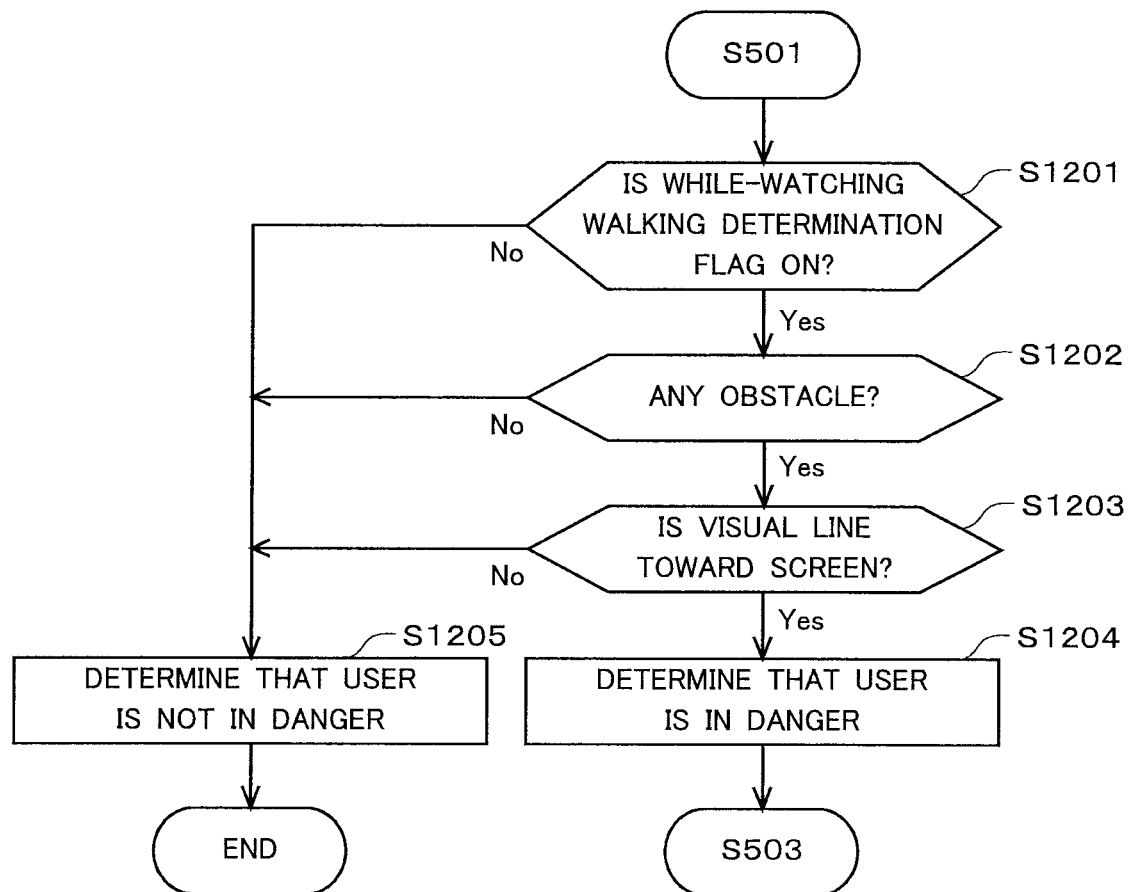 S501
S1201
IS WHILE-WATCHING
WALKING DETERMINATION
FLAG ON?
No
Yes
S1202
ANY OBSTACLE?
No
Yes
S1203
IS VISUAL LINE
TOWARD SCREEN?
No
Yes
S1205
DETERMINE THAT USER
IS NOT IN DANGER
S1204
DETERMINE THAT USER
IS IN DANGER
END
S503